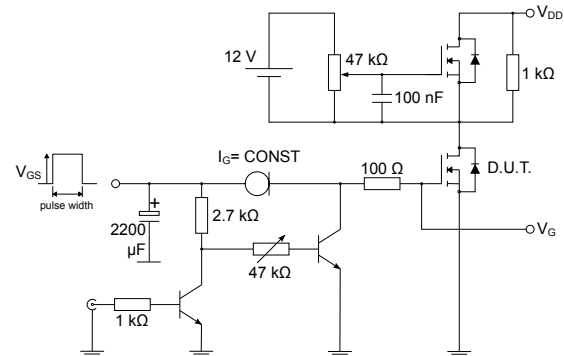 V_DD
12 V
47 kΩ
1 kΩ
100 nF
I_G= CONST
V_GS
pulse width
100 Ω
D.U.T.
+
2200
μF
2.7 kΩ
V_G
47 kΩ
1 kΩ